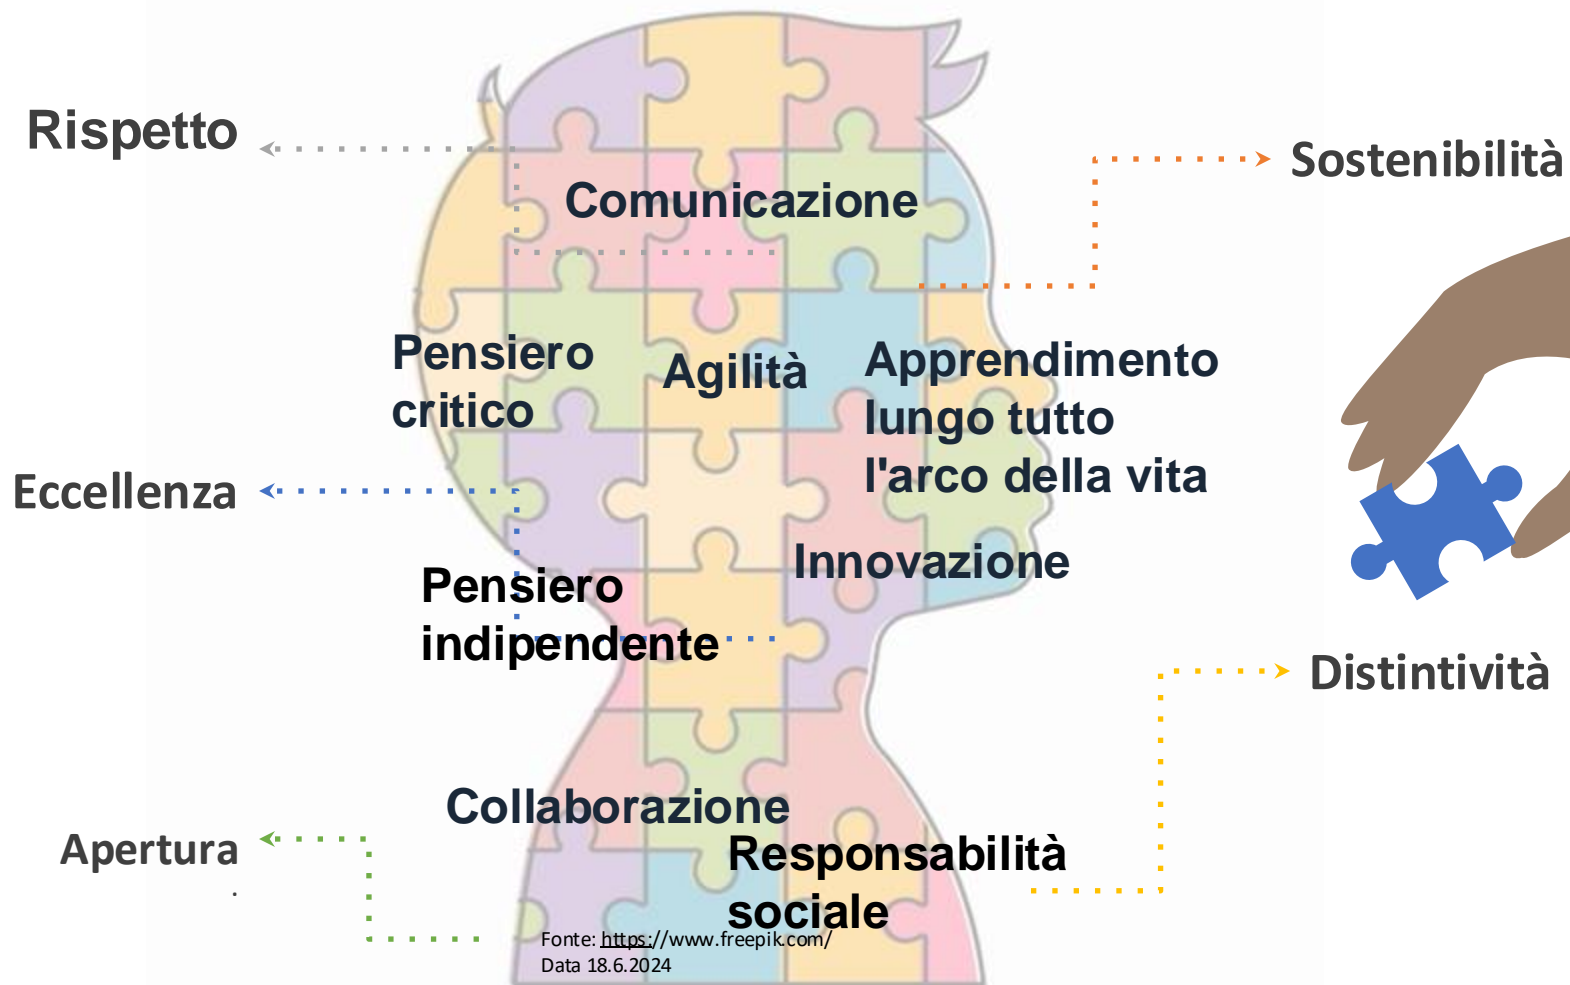 Rispetto
Comunicazione
Sostenibilità
Pensiero
critico
Agilità
Apprendimento
lungo tutto
l'arco della vita
Eccellenza
Innovazione
Pensiero
indipendente
Distintività
Collaborazione
Apertura
.
Responsabilità
sociale
Fonte: https://www.freepik.com/
Data 18.6.2024